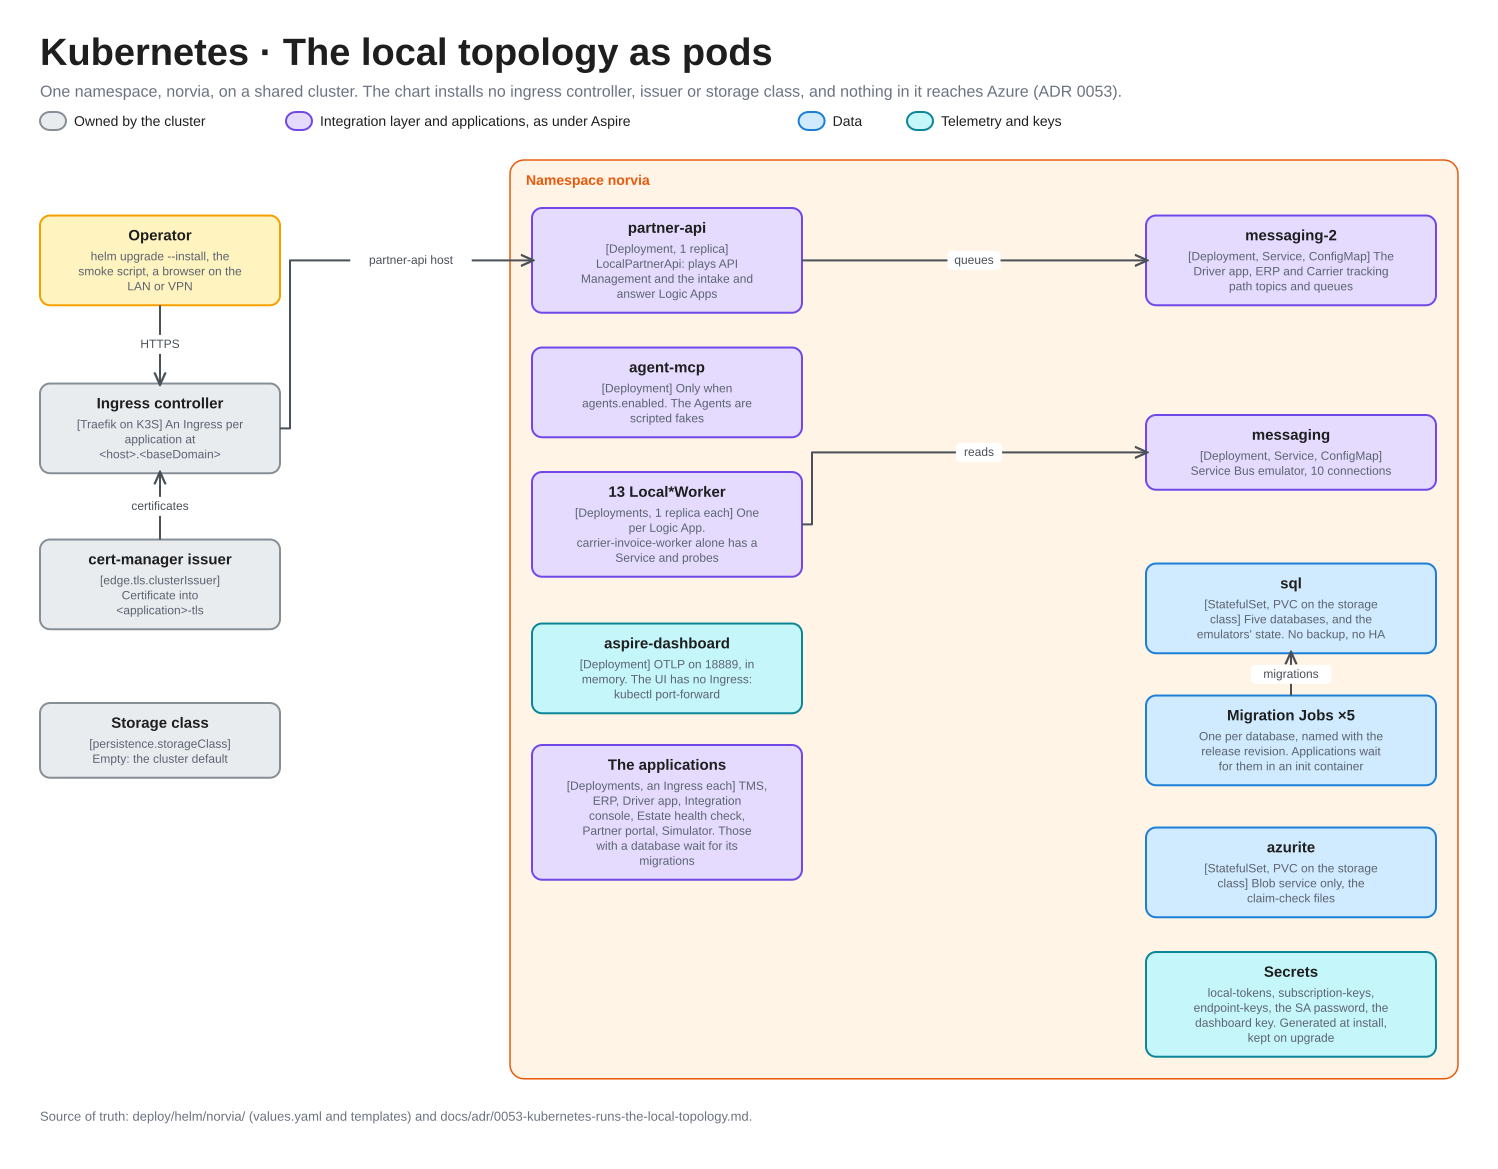 Kubernetes · The local topology as pods
One namespace, norvia, on a shared cluster. The chart installs no ingress controller, issuer or storage class, and nothing in it reaches Azure (ADR 0053).
Owned by the cluster
Integration layer and applications, as under Aspire
Data
Telemetry and keys
Namespace norvia
Operator
helm upgrade --install, the
smoke script, a browser on the
LAN or VPN
HTTPS
Ingress controller
[Traefik on K3S] An Ingress per
application at
<host>.<baseDomain>
certificates
cert-manager issuer
[edge.tls.clusterIssuer]
Certificate into
<application>-tls
Storage class
[persistence.storageClass]
Empty: the cluster default
partner-api host
partner-api
[Deployment, 1 replica]
LocalPartnerApi: plays API
Management and the intake and
answer Logic Apps
agent-mcp
[Deployment] Only when
agents.enabled. The Agents are
scripted fakes
13 Local*Worker
[Deployments, 1 replica each] One
per Logic App.
carrier-invoice-worker alone has a
Service and probes
aspire-dashboard
[Deployment] OTLP on 18889, in
memory. The UI has no Ingress:
kubectl port-forward
The applications
[Deployments, an Ingress each] TMS,
ERP, Driver app, Integration
console, Estate health check,
Partner portal, Simulator. Those
with a database wait for its
migrations
queues
reads
messaging-2
[Deployment, Service, ConfigMap] The
Driver app, ERP and Carrier tracking
path topics and queues
messaging
[Deployment, Service, ConfigMap]
Service Bus emulator, 10 connections
sql
[StatefulSet, PVC on the storage
class] Five databases, and the
emulators' state. No backup, no HA
migrations
Migration Jobs ×5
One per database, named with the
release revision. Applications wait
for them in an init container
azurite
[StatefulSet, PVC on the storage
class] Blob service only, the
claim-check files
Secrets
local-tokens, subscription-keys,
endpoint-keys, the SA password, the
dashboard key. Generated at install,
kept on upgrade
Source of truth: deploy/helm/norvia/ (values.yaml and templates) and docs/adr/0053-kubernetes-runs-the-local-topology.md.